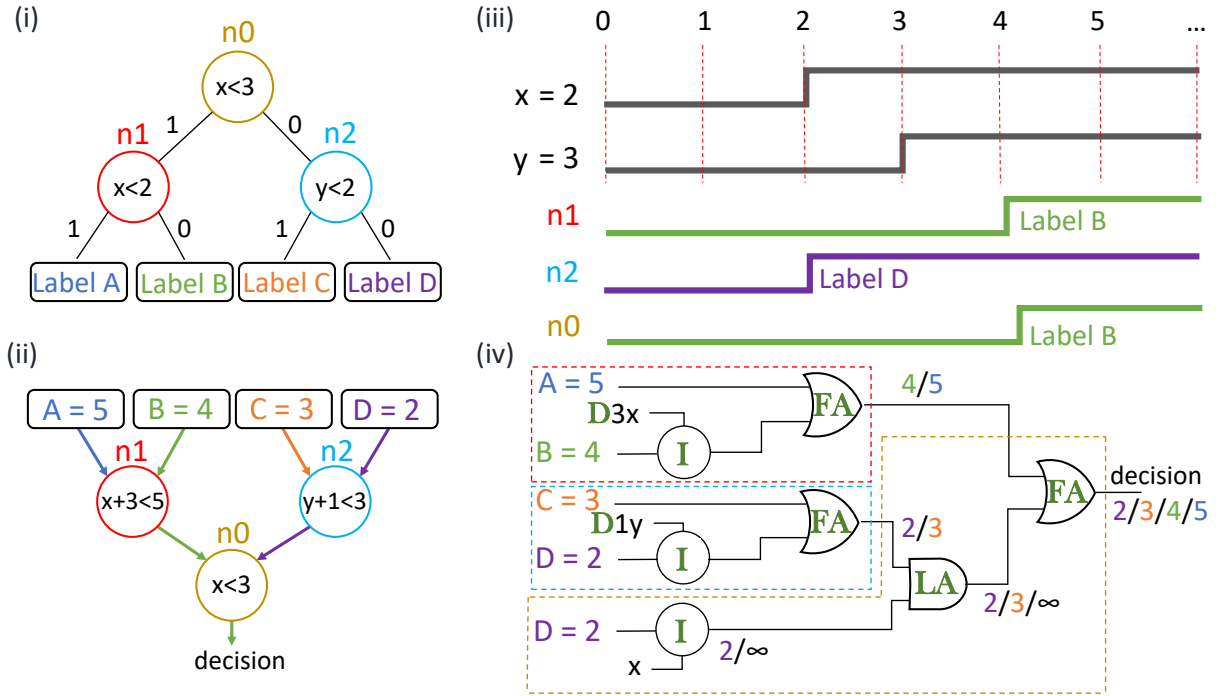 (i)
n0
x<3
1
0
n1
n2
x<2
y<2
1
0
1
0
Label A
Label B
Label C
Label D
(ii)
A = 5
B = 4
C = 3
D = 2
n1
n2
x+3<5
y+1<3
n0
x<3
decision
(iii)
0 1 2 3 4 5 ...
x = 2
y = 3
n1
Label B
n2
Label D
n0
Label B
(iv)
A = 5
D3x
B = 4
I
FA
4/5
C = 3
D1y
D = 2
I
FA
2/3
D = 2
I
x
2/∞
LA
2/3/∞
FA
decision
2/3/4/5